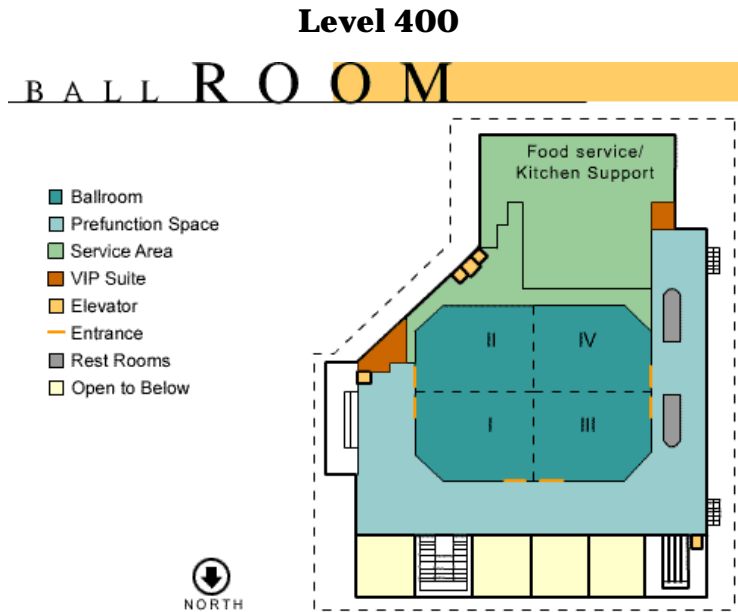 Level 400
BALL ROOM
Food service/
Kitchen Support
Ballroom
Prefunction Space
Service Area
VIP Suite
Elevator
Entrance
Rest Rooms
Open to Below
II
IV
I
III
NORTH